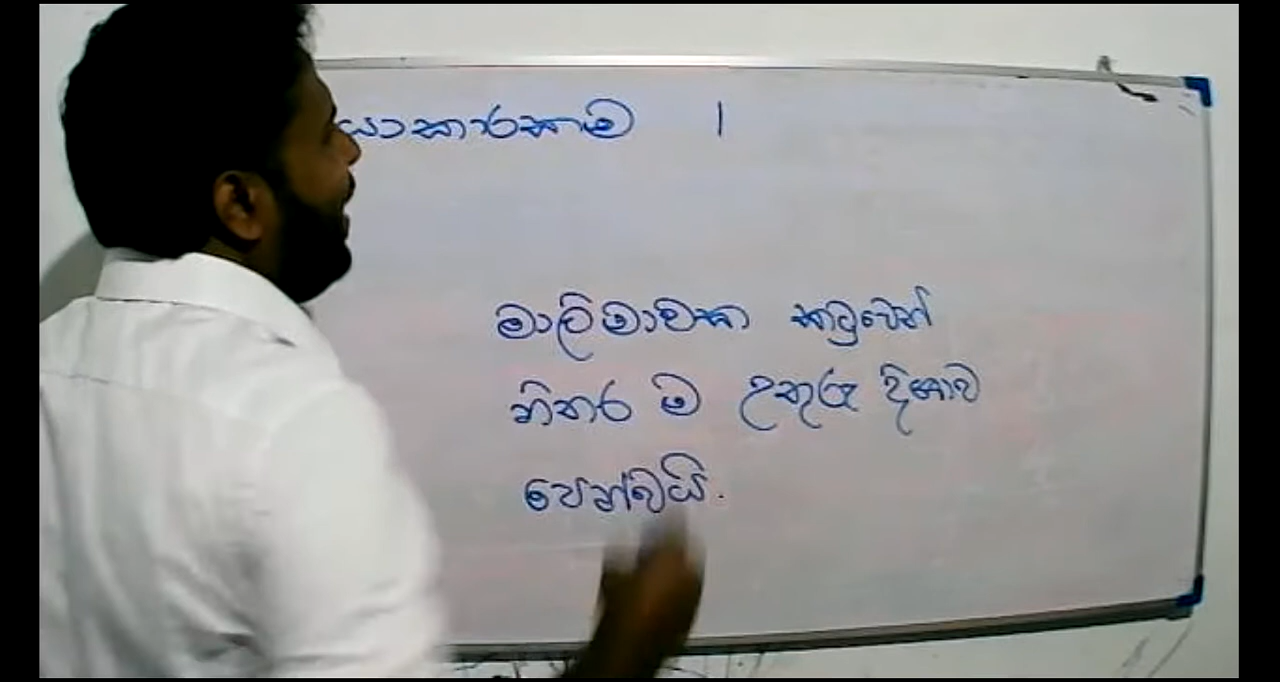 යාකාරකම 1
මාලිමාවක කටුවෙන්
නිතර ම උතුරු දිශාව
පෙන්වයි.